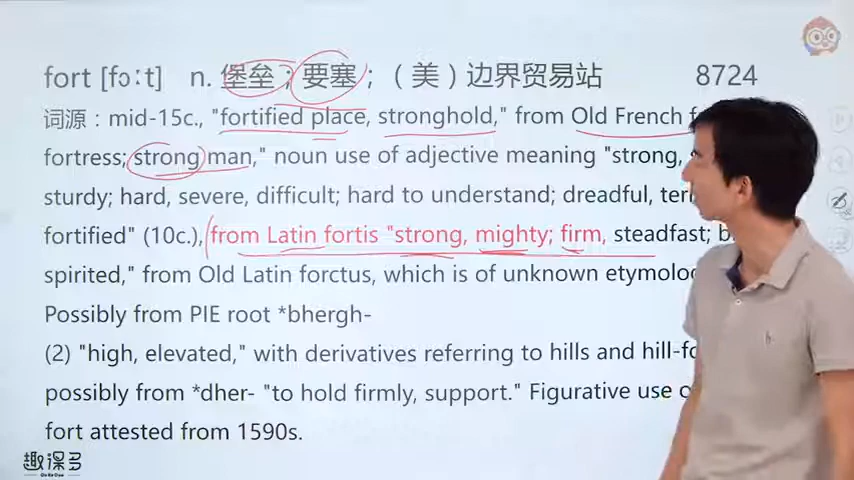 fort [fɔːt] n. 堡垒；要塞；（美）边界贸易站 8724
词源：mid-15c., "fortified place, stronghold," from Old French
fortress; strong man," noun use of adjective meaning "strong,
sturdy; hard, severe, difficult; hard to understand; dreadful,
fortified" (10c.), from Latin fortis "strong, mighty; firm, steadfast;
spirited," from Old Latin forctus, which is of unknown
Possibly from PIE root *bhergh-
(2) "high, elevated," with derivatives referring to hills and
possibly from *dher- "to hold firmly, support." Figurative use
fort attested from 1590s.
趣课多